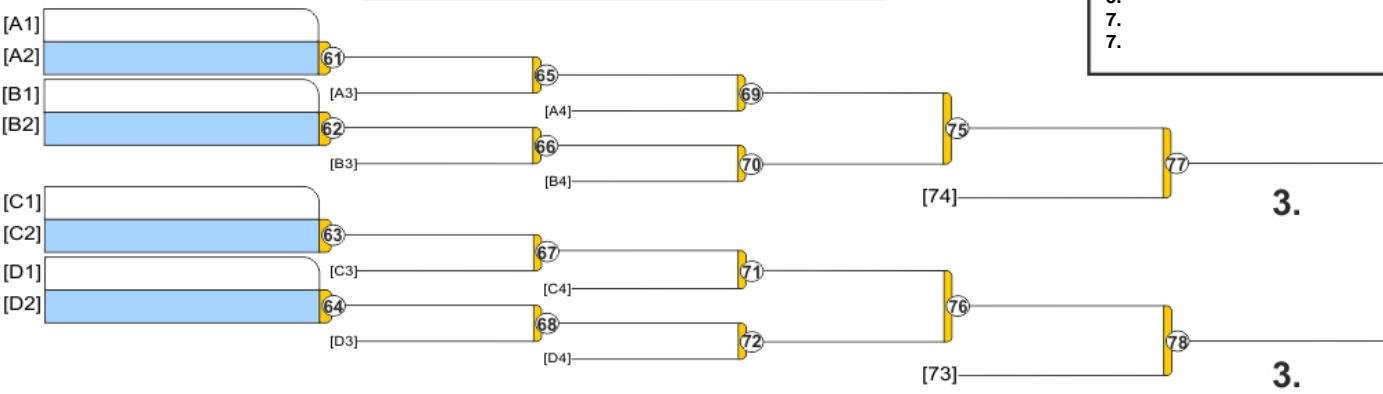 7.
7.
[A1]
[A2]
61
[A3]
65
[A4]
69
[B1]
[B2]
62
[B3]
66
[B4]
70
75
[74]
77
3.
[C1]
[C2]
63
[C3]
67
[C4]
71
[D1]
[D2]
64
[D3]
68
[D4]
72
76
[73]
78
3.